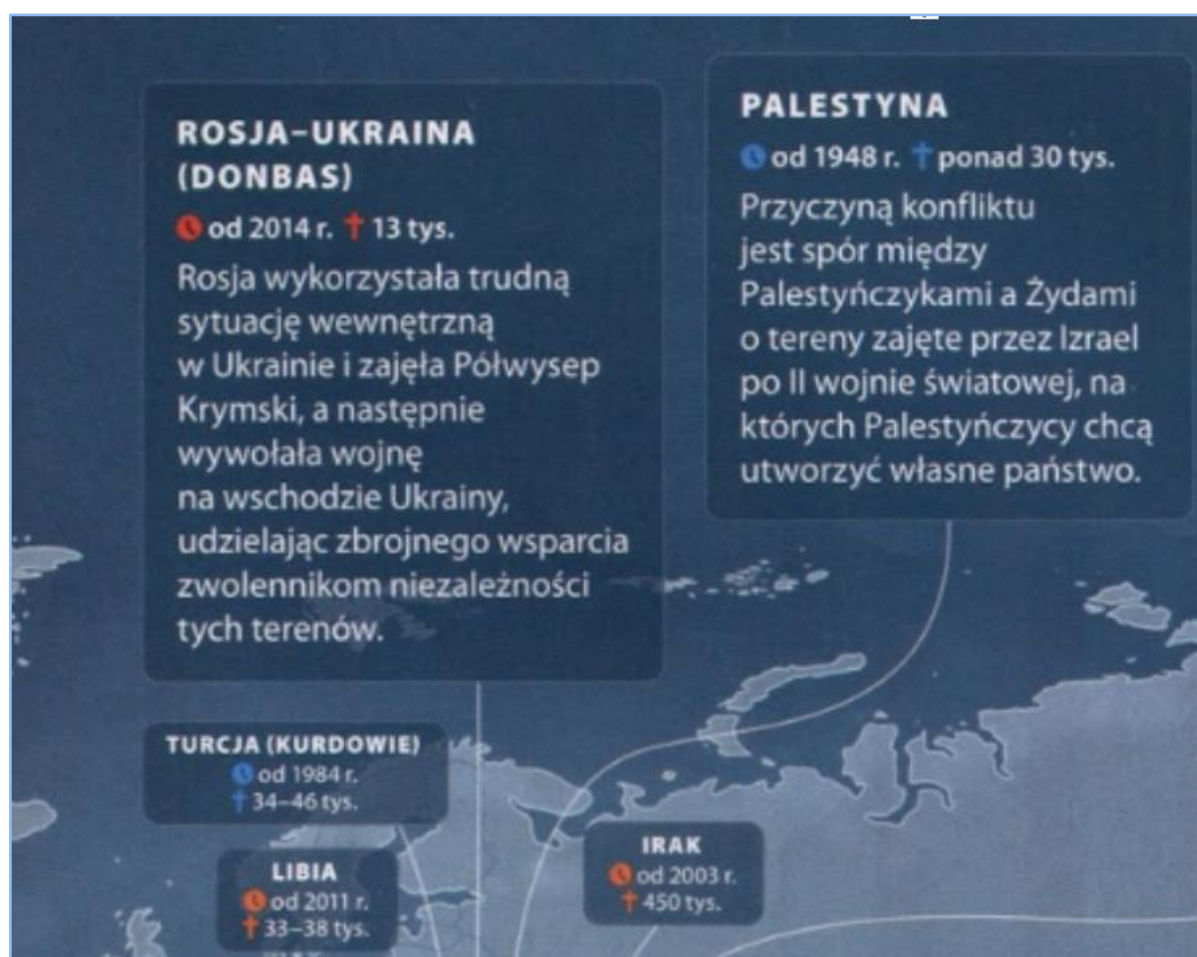 ROSJA–UKRAINA
(DONBAS)
od 2014 r. † 13 tys.
Rosja wykorzystała trudną
sytuację wewnętrzną
w Ukrainie i zajęła Półwysep
Krymski, a następnie
wywołała wojnę
na wschodzie Ukrainy,
udzielając zbrojnego wsparcia
zwolennikom niezależności
tych terenów.
PALESTYNA
od 1948 r. † ponad 30 tys.
Przyczyną konfliktu
jest spór między
Palestyńczykami a Żydami
o tereny zajęte przez Izrael
po II wojnie światowej, na
których Palestyńczycy chcą
utworzyć własne państwo.
TURCJA (KURDOWIE)
od 1984 r.
† 34–46 tys.
LIBIA
od 2011 r.
† 33–38 tys.
IRAK
od 2003 r.
† 450 tys.